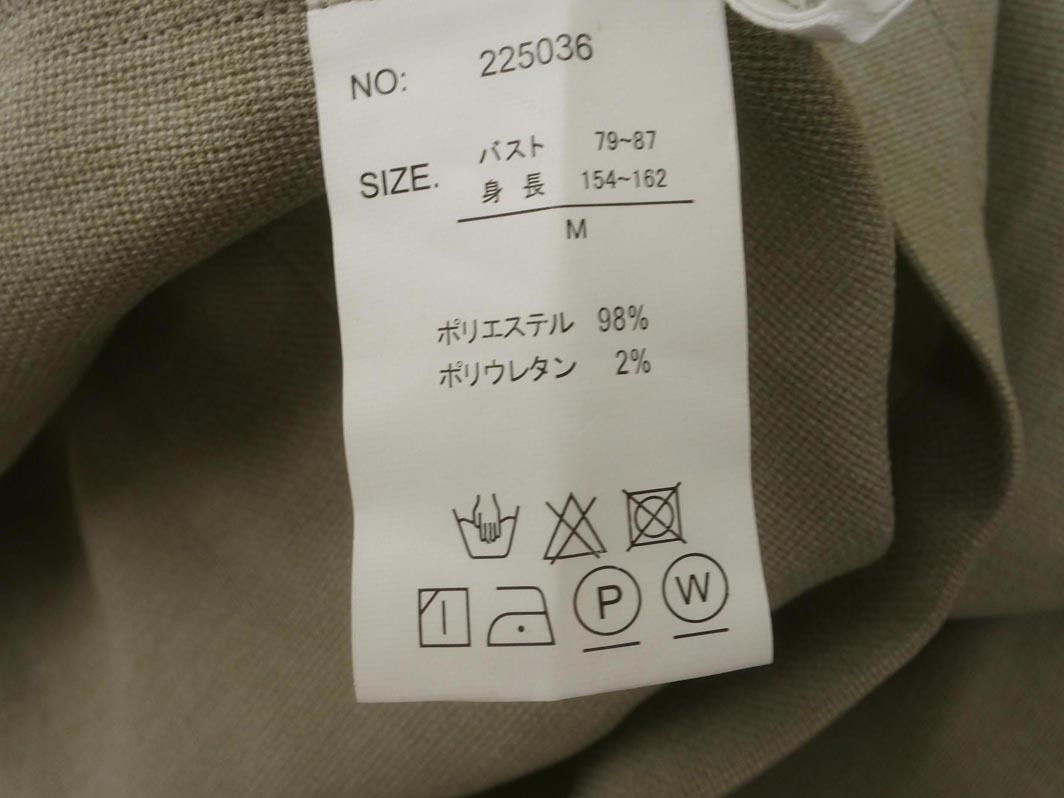 NO: 225036
SIZE. バスト 79~87
身長 154~162
M
ポリエステル 98%
ポリウレタン 2%
P W